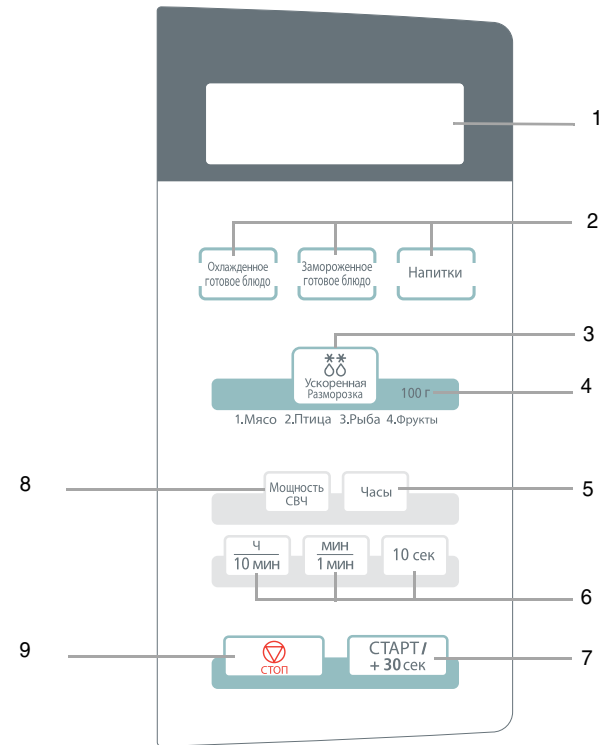 1
2
Охлажденное
готовое блюдо
Замороженное
готовое блюдо
Напитки
3
Ускоренная
Разморозка
100 г
4
1.Мясо 2.Птица 3.Рыба 4.Фрукты
8
Мощность
СВЧ
Часы
5
ч
10 мин
мин
1 мин
10 сек
6
9
СТОП
СТАРТ/
+ 30 сек
7